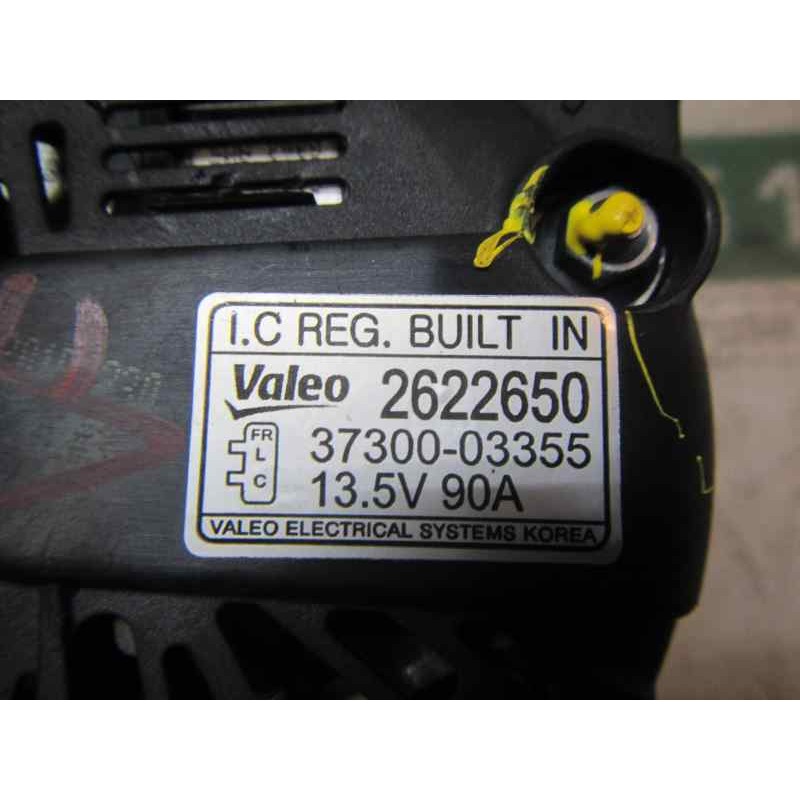 I.C REG. BUILT IN
Valeo 2622650
FR
L
C
37300-03355
13.5V 90A
VALEO ELECTRICAL SYSTEMS KOREA